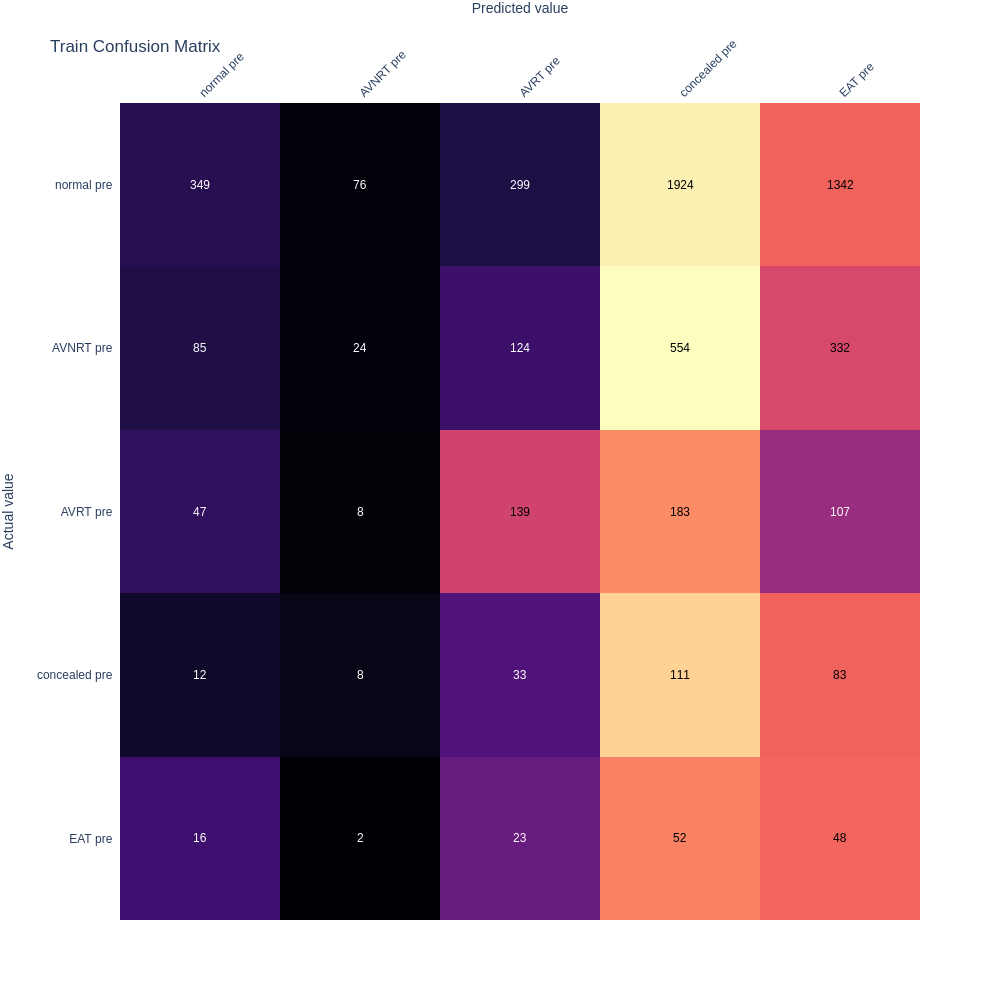 Predicted value
Train Confusion Matrix
normal pre AVNRT pre AVRT pre concealed pre EAT pre
normal pre 349 76 299 1924 1342
AVNRT pre 85 24 124 554 332
AVRT pre 47 8 139 183 107
Actual value
concealed pre 12 8 33 111 83
EAT pre 16 2 23 52 48